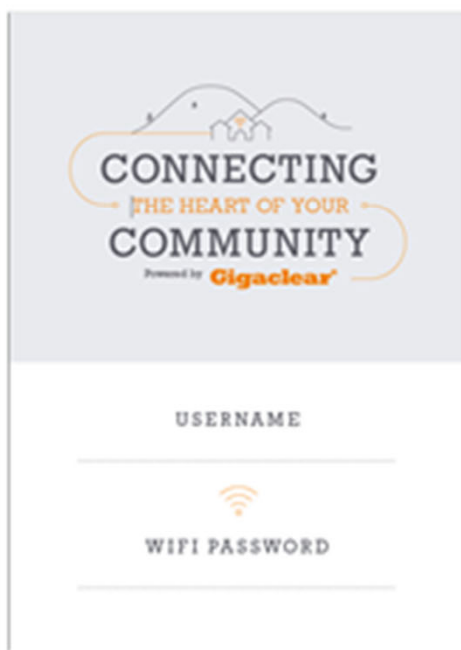 CONNECTING
THE HEART OF YOUR
COMMUNITY
Powered by Gigaclear
USERNAME
WIFI PASSWORD